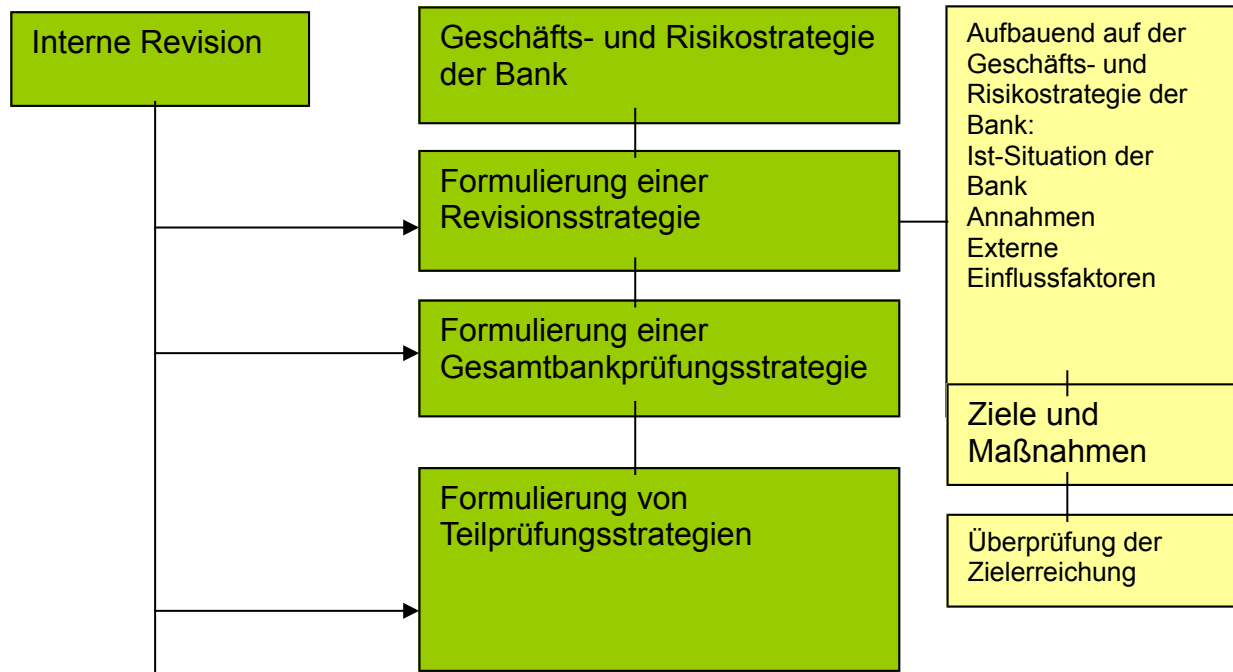 Interne Revision
Geschäfts- und Risikostrategie
der Bank
Formulierung einer
Revisionsstrategie
Formulierung einer
Gesamtbankprüfungsstrategie
Formulierung von
Teilprüfungsstrategien
Aufbauend auf der
Geschäfts- und
Risikostrategie der
Bank:
Ist-Situation der
Bank
Annahmen
Externe
Einflussfaktoren
Ziele und
Maßnahmen
Überprüfung der
Zielerreichung